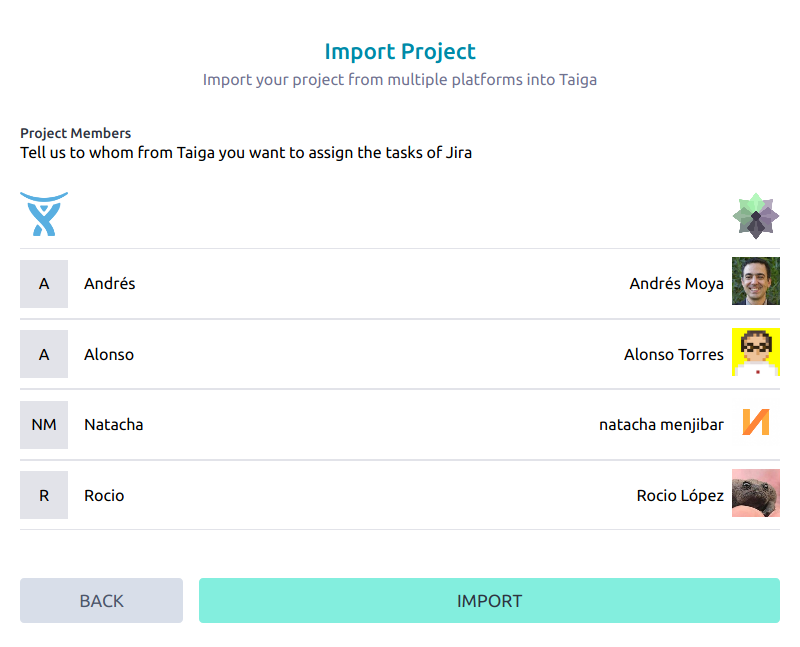 Import Project
Import your project from multiple platforms into Taiga
Project Members
Tell us to whom from Taiga you want to assign the tasks of Jira
A Andrés Andrés Moya
A Alonso Alonso Torres
NM Natacha natacha menjibar
R Rocio Rocio López
BACK IMPORT